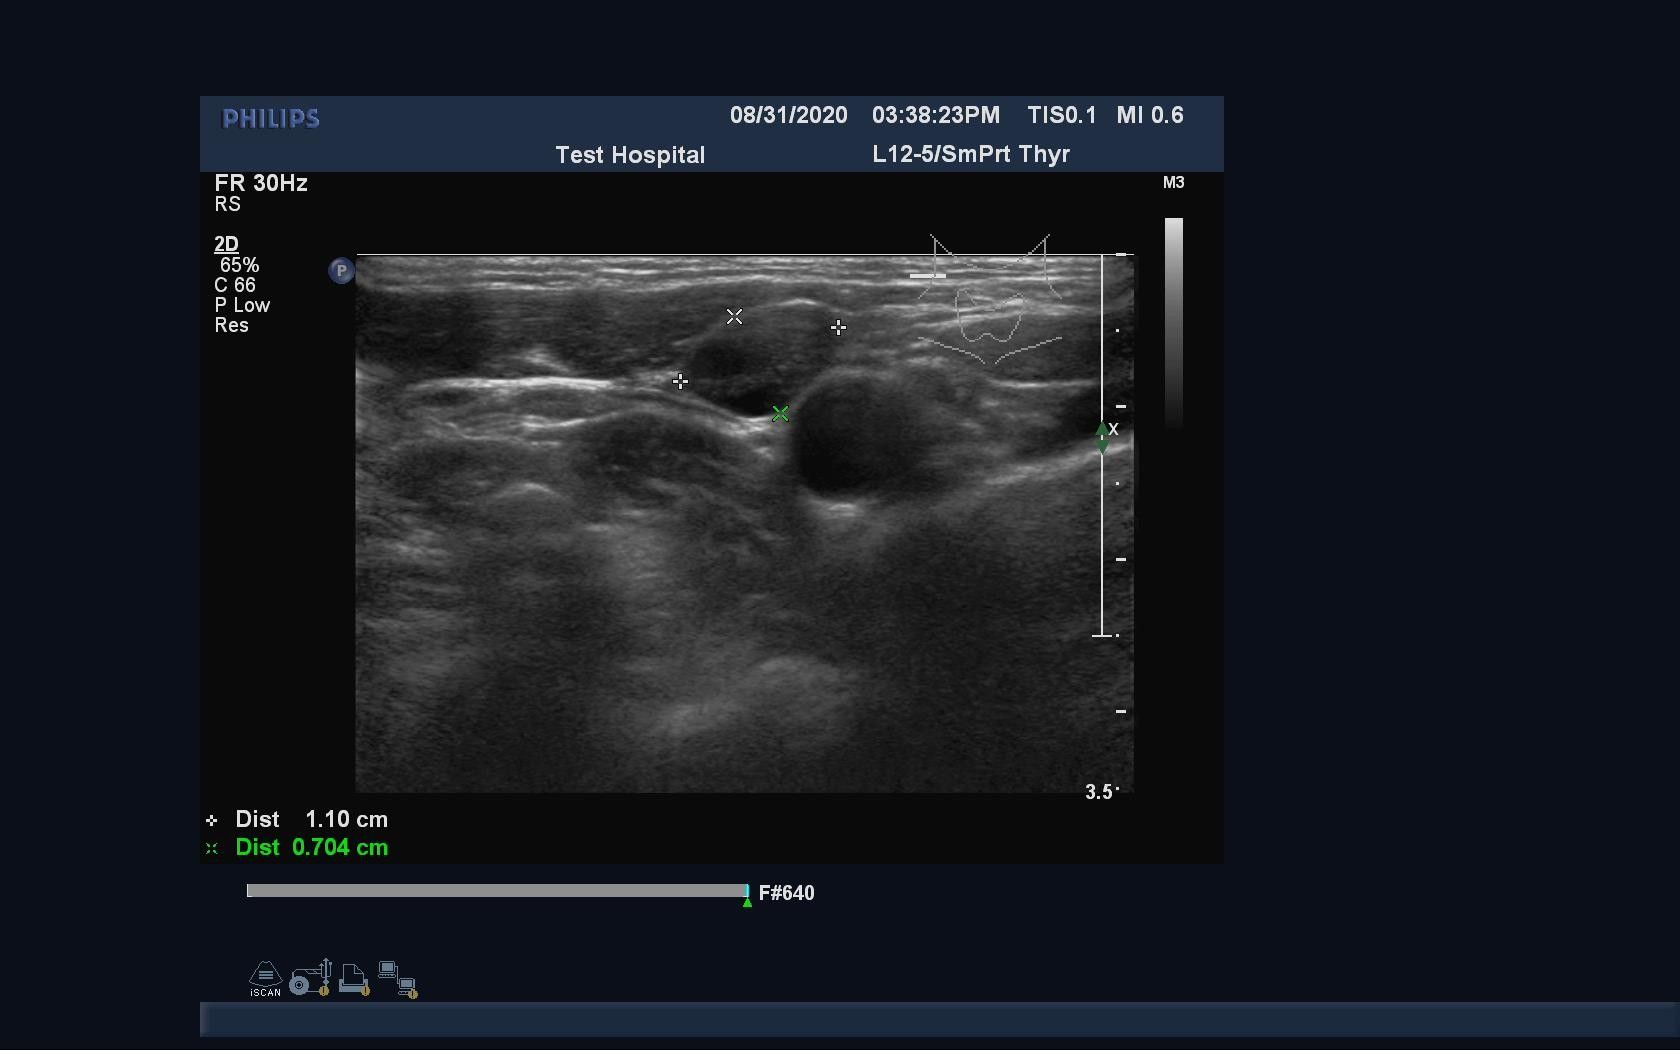 PHILIPS
08/31/2020 03:38:23PM TIS0.1 MI 0.6
Test Hospital L12-5/SmPrt Thyr
FR 30Hz
RS
M3
2D
65%
C 66
P Low
Res
P
X
3.5
Dist 1.10 cm
Dist 0.704 cm
F#640
iSCAN